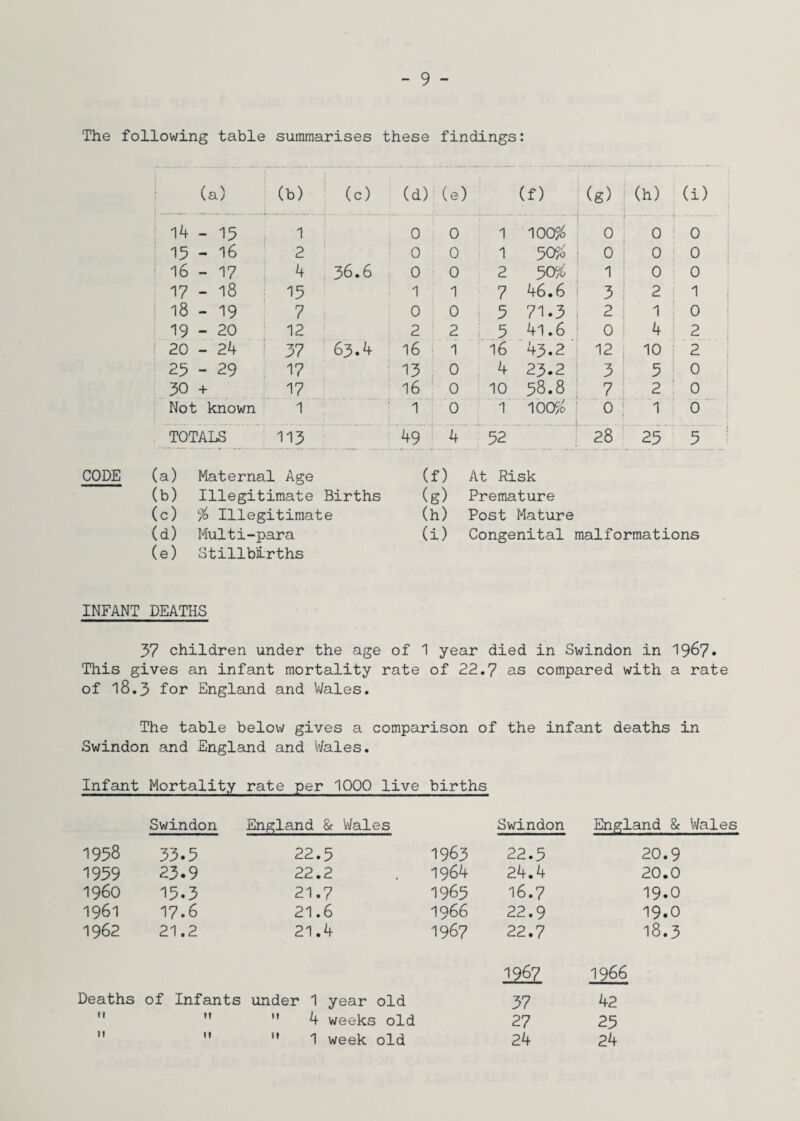 - 9 -
The following table summarises these findings:
(a) (b) (c) (d) (e) (f) (g) (h) (i)
14 - 15 1 0 0 1 100% 0 0 0
15 - 16 2 0 0 1 50% 0 0 0
16 - 17 4 36.6 0 0 2 50% 1 0 0
17 - 18 15 1 1 7 46.6 3 2 1
18 - 19 7 0 0 5 71.3 2 1 0
19 - 20 12 2 2 5 41.6 0 4 2
20 - 24 37 63.4 16 1 16 43.2 12 10 2
25 - 29 17 13 0 4 23.2 3 5 0
30 + 17 16 0 10 58.8 7 2 0
Not known 1 1 0 1 100% 0 1 0
TOTALS 113 49 4 52 28 25 5
CODE (a) Maternal Age (f) At Risk
(b) Illegitimate Births (g) Premature
(c) % Illegitimate (h) Post Mature
(d) Multi-para (i) Congenital malformations
(e) Stillbirths
INFANT DEATHS
37 children under the age of 1 year died in Swindon in 1967.
This gives an infant mortality rate of 22.7 as compared with a rate
of 18.3 for England and Wales.
The table below gives a comparison of the infant deaths in
Swindon and England and Wales.
Infant Mortality rate per 1000 live births
Swindon England & Wales Swindon England & Wales
1958 33.5 22.5 1963 22.5 20.9
1959 23.9 22.2 . 1964 24.4 20.0
1960 15.3 21.7 1965 16.7 19.0
1961 17.6 21.6 1966 22.9 19.0
1962 21.2 21.4 1967 22.7 18.3
1967 1966
Deaths of Infants under 1 year old 37 42
" " " 4 weeks old 27 25
" " " 1 week old 24 24